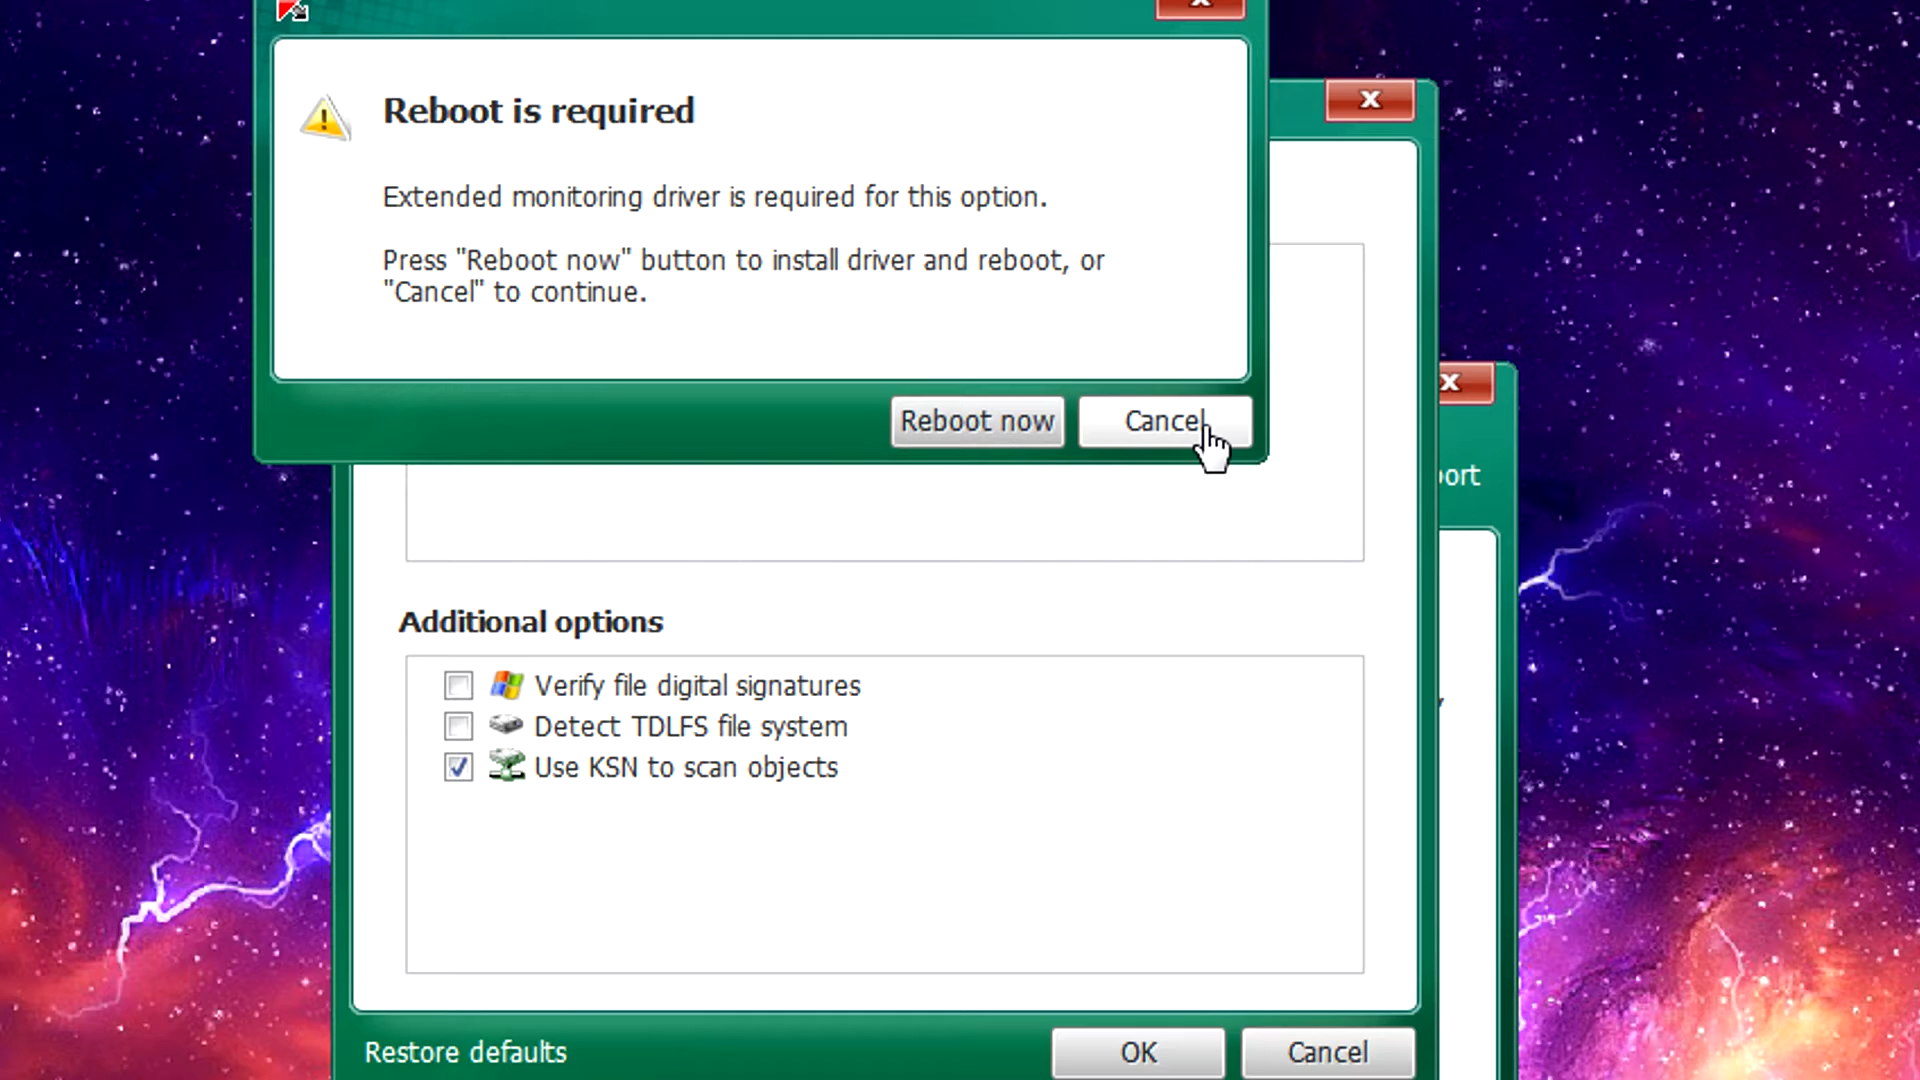 Reboot is required
Extended monitoring driver is required for this option.
Press "Reboot now" button to install driver and reboot, or
"Cancel" to continue.
Reboot now
Cancel
port
Additional options
Verify file digital signatures
Detect TDLFS file system
Use KSN to scan objects
Restore defaults
OK
Cancel